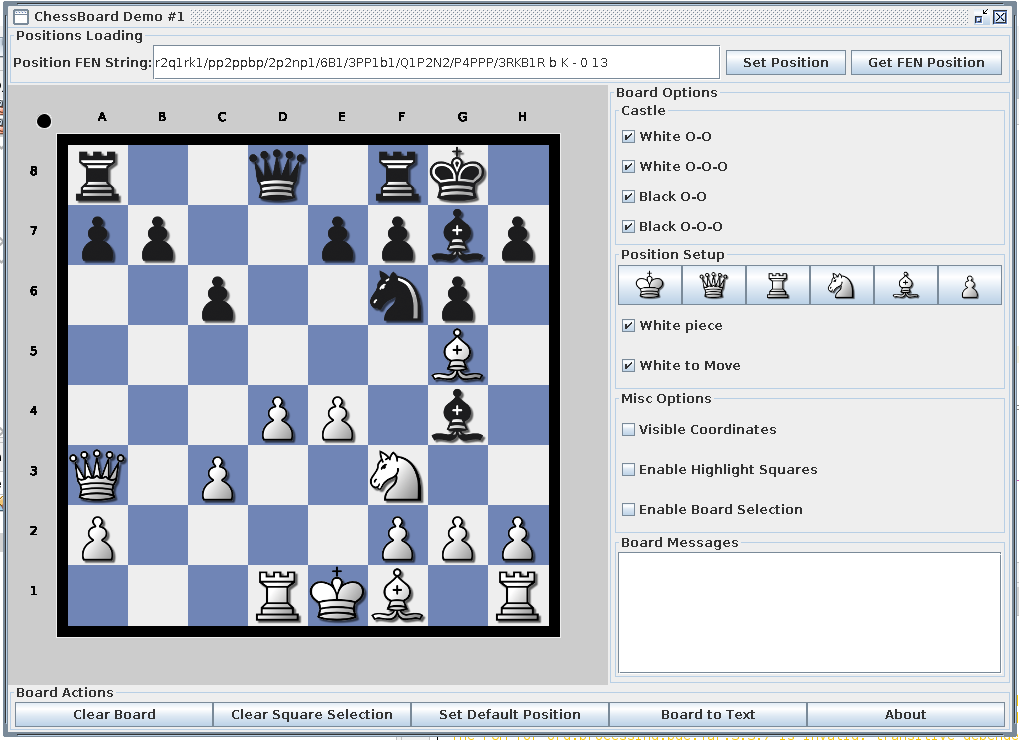 ChessBoard Demo #1
Positions Loading
Position FEN String: r2q1rk1/pp2ppbp/2p2np1/6B1/3PP1b1/Q1P2N2/P4PPP/3RKB1R b K - 0 13 Set Position Get FEN Position
Board Options
Castle
A B C D E F G H
White O-O
White O-O-O
Black O-O
Black O-O-O
8
7
6
5
4
3
2
1
Position Setup
White piece
White to Move
Misc Options
Visible Coordinates
Enable Highlight Squares
Enable Board Selection
Board Messages
Board Actions
Clear Board Clear Square Selection Set Default Position Board to Text About